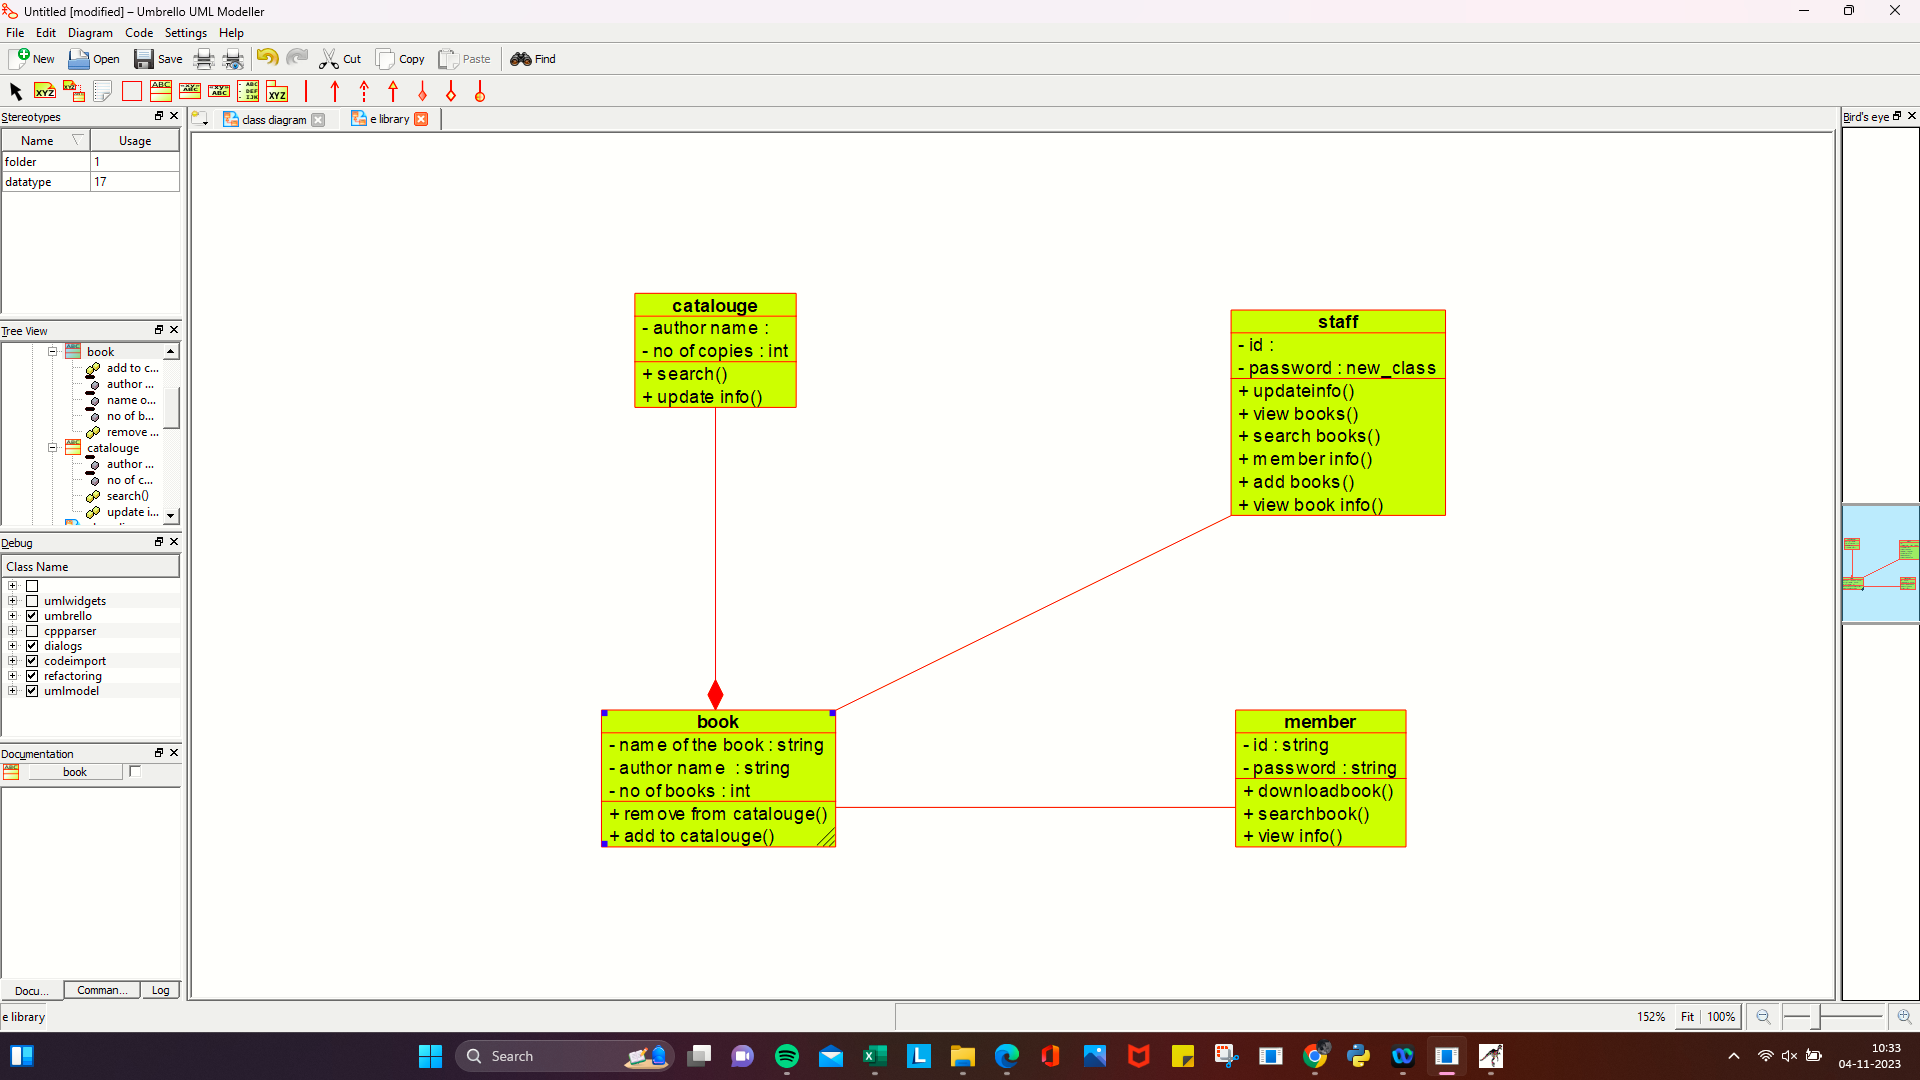 Untitled [modified] – Umbrello UML Modeller
File Edit Diagram Code Settings Help
New Open Save Cut Copy Paste Find
Stereotypes
Name Usage
folder 1
datatype 17
class diagram
e library
Bird's eye
Tree View
book
add to c...
author ...
name o...
no of b...
remove ...
catalouge
author ...
no of c...
search()
update i...
Debug
Class Name
umlwidgets
umbrello
cppparser
dialogs
codeimport
refactoring
umlmodel
Documentation
book
Docu... Comman... Log
catalouge
- author name :
- no of copies : int
+ search()
+ update info()
staff
- id :
- password : new_class
+ updateinfo()
+ view books()
+ search books()
+ member info()
+ add books()
+ view book info()
book
- name of the book : string
- author name : string
- no of books : int
+ remove from catalouge()
+ add to catalouge()
member
- id : string
- password : string
+ downloadbook()
+ searchbook()
+ view info()
e library
152% Fit 100%
Search
10:33
04-11-2023